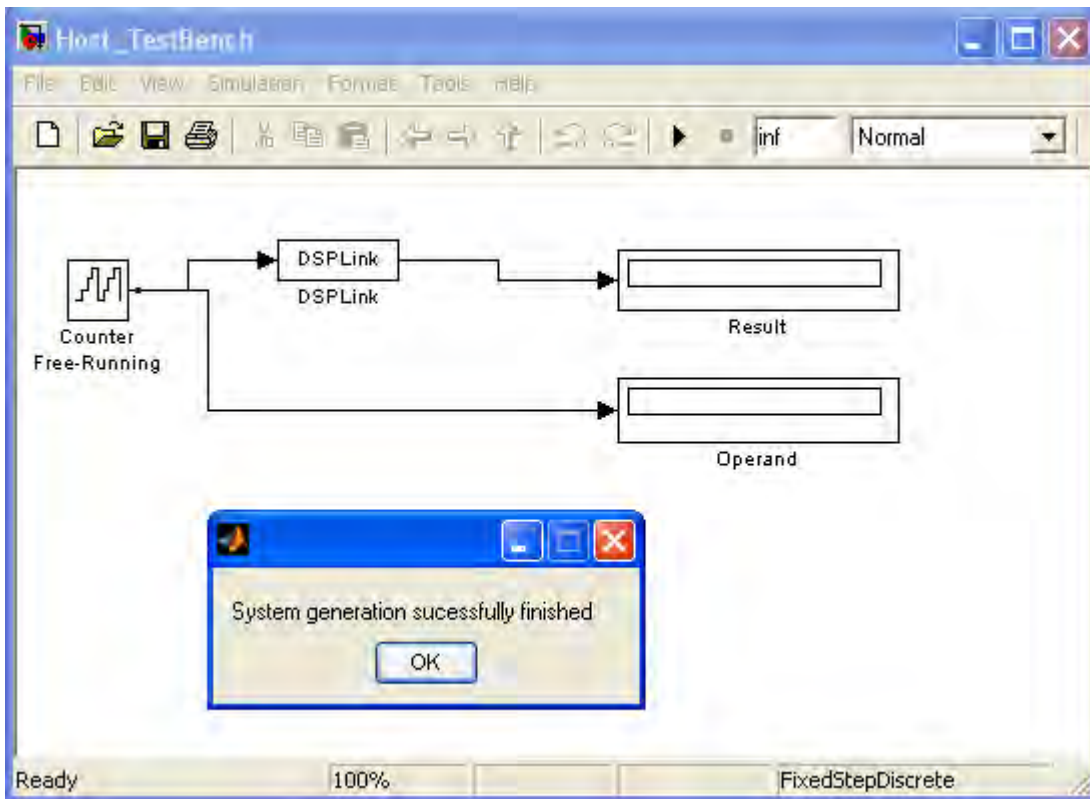 Host_TestBench
File Edit View Simulation Format Tools Help
inf Normal
DSPLink
DSPLink
Counter
Free-Running
Result
Operand
System generation sucessfully finished
OK
Ready 100% FixedStepDiscrete